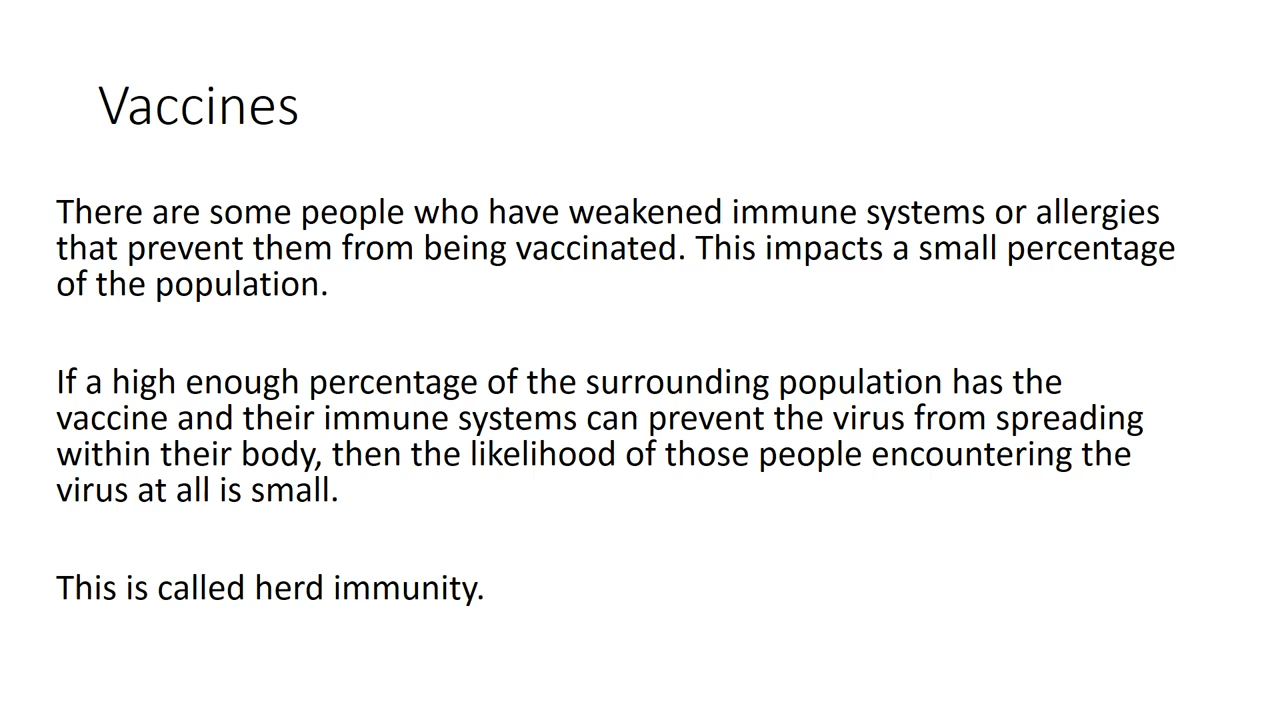 Vaccines
There are some people who have weakened immune systems or allergies
that prevent them from being vaccinated. This impacts a small percentage
of the population.
If a high enough percentage of the surrounding population has the
vaccine and their immune systems can prevent the virus from spreading
within their body, then the likelihood of those people encountering the
virus at all is small.
This is called herd immunity.